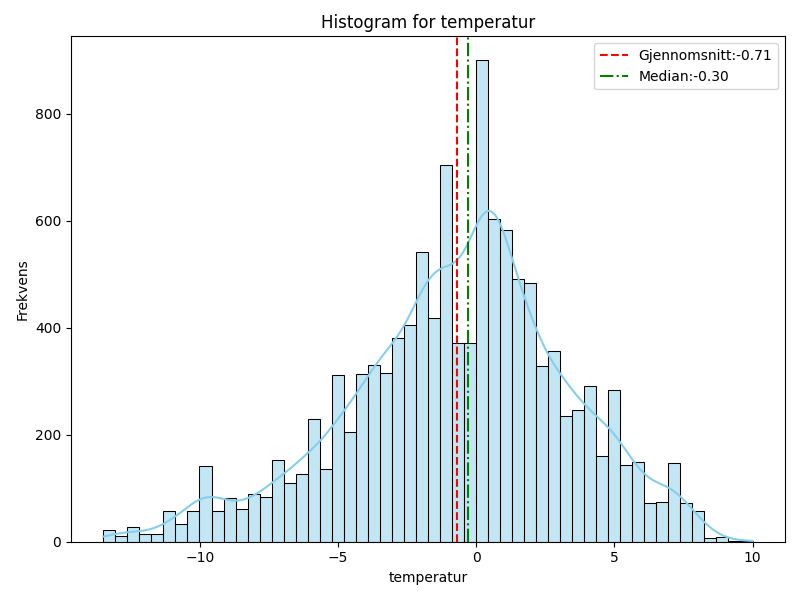 Histogram for temperatur
Gjennomsnitt:-0.71
Median:-0.30
Frekvens
800
600
400
200
0
−10
−5
0
5
10
temperatur